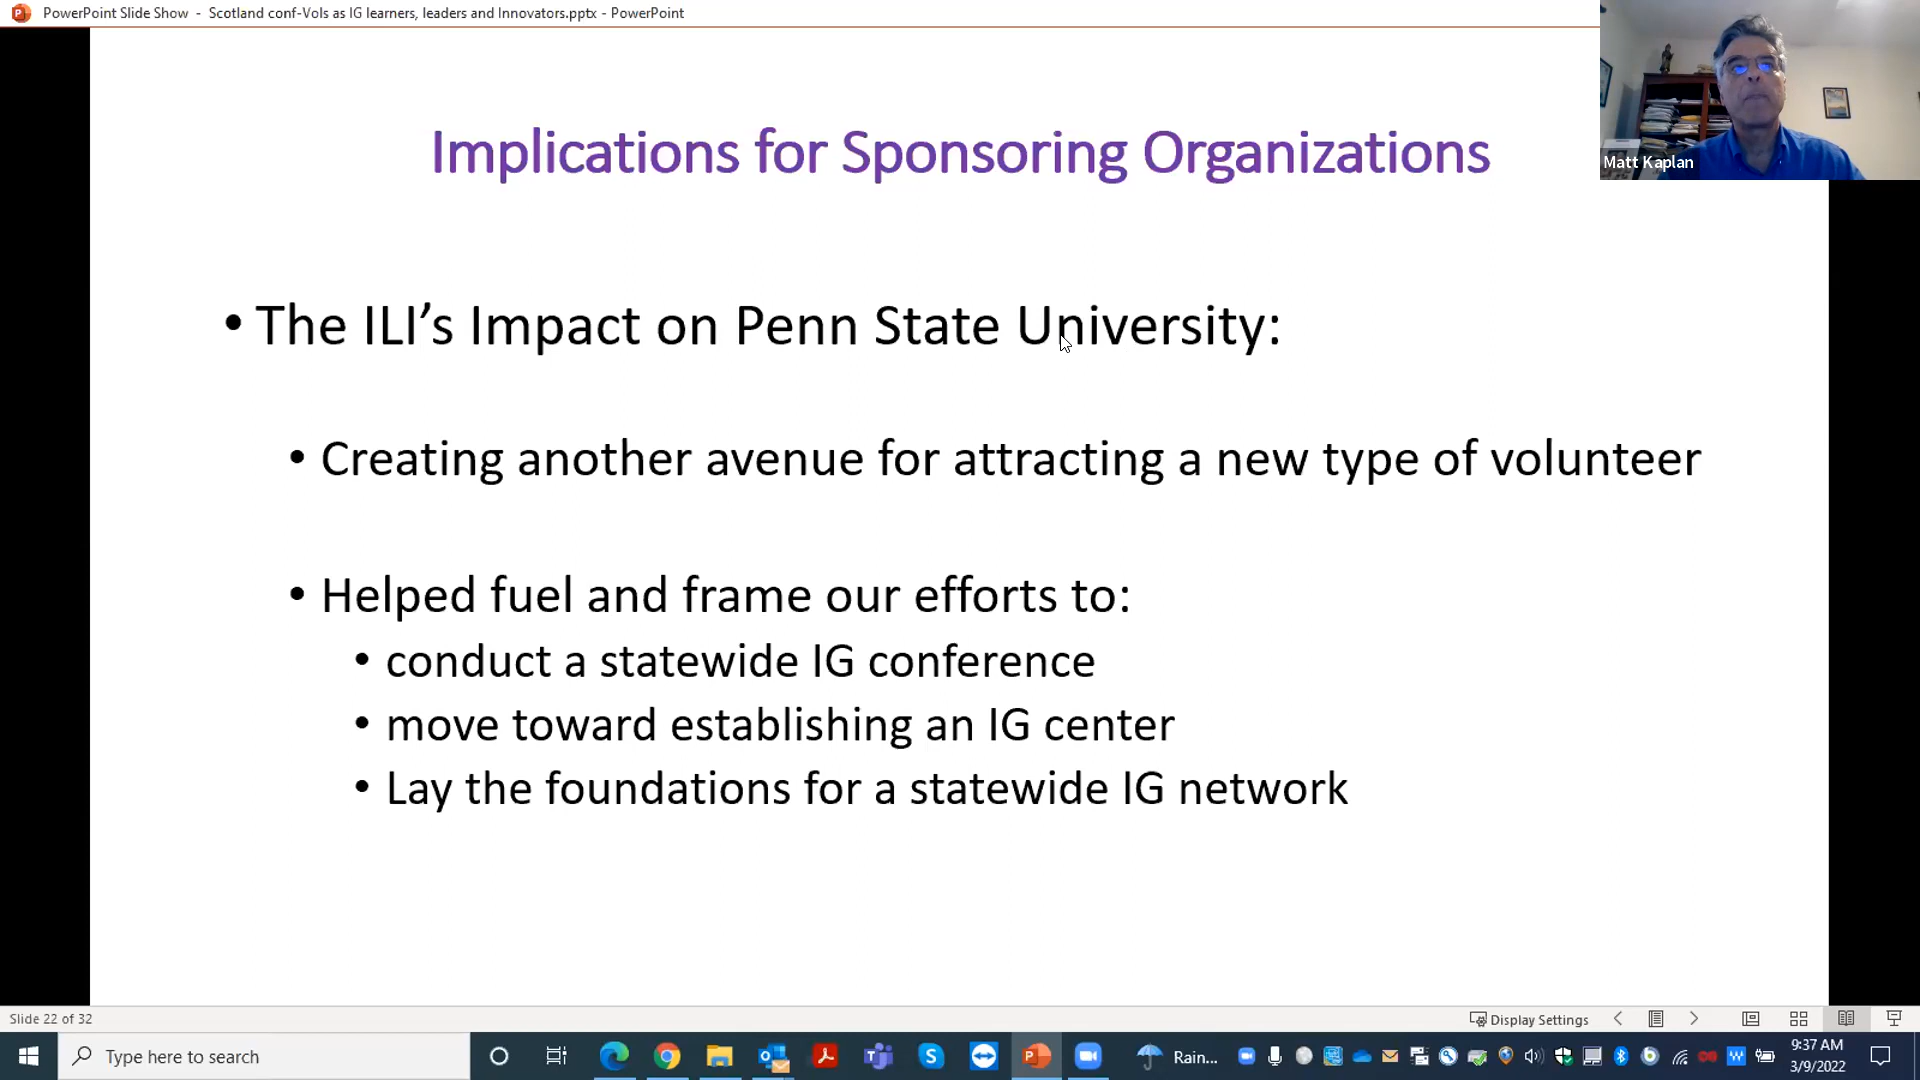 PowerPoint Slide Show - Scotland conf-Vols as IG learners, leaders and Innovators.pptx - PowerPoint
Matt Kaplan
Implications for Sponsoring Organizations
• The ILI’s Impact on Penn State University:
• Creating another avenue for attracting a new type of volunteer
• Helped fuel and frame our efforts to:
• conduct a statewide IG conference
• move toward establishing an IG center
• Lay the foundations for a statewide IG network
Slide 22 of 32
Display Settings
Type here to search
Rain...
9:37 AM
3/9/2022